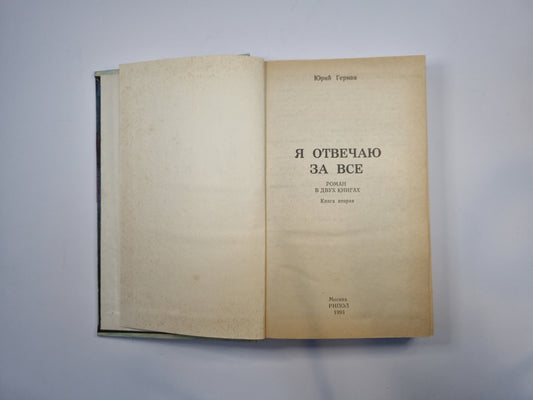 Юрий Герман
Я ОТВЕЧАЮ
ЗА ВСЕ
РОМАН
В ДВУХ КНИГАХ
Книга вторая
Москва
РИПОЛ